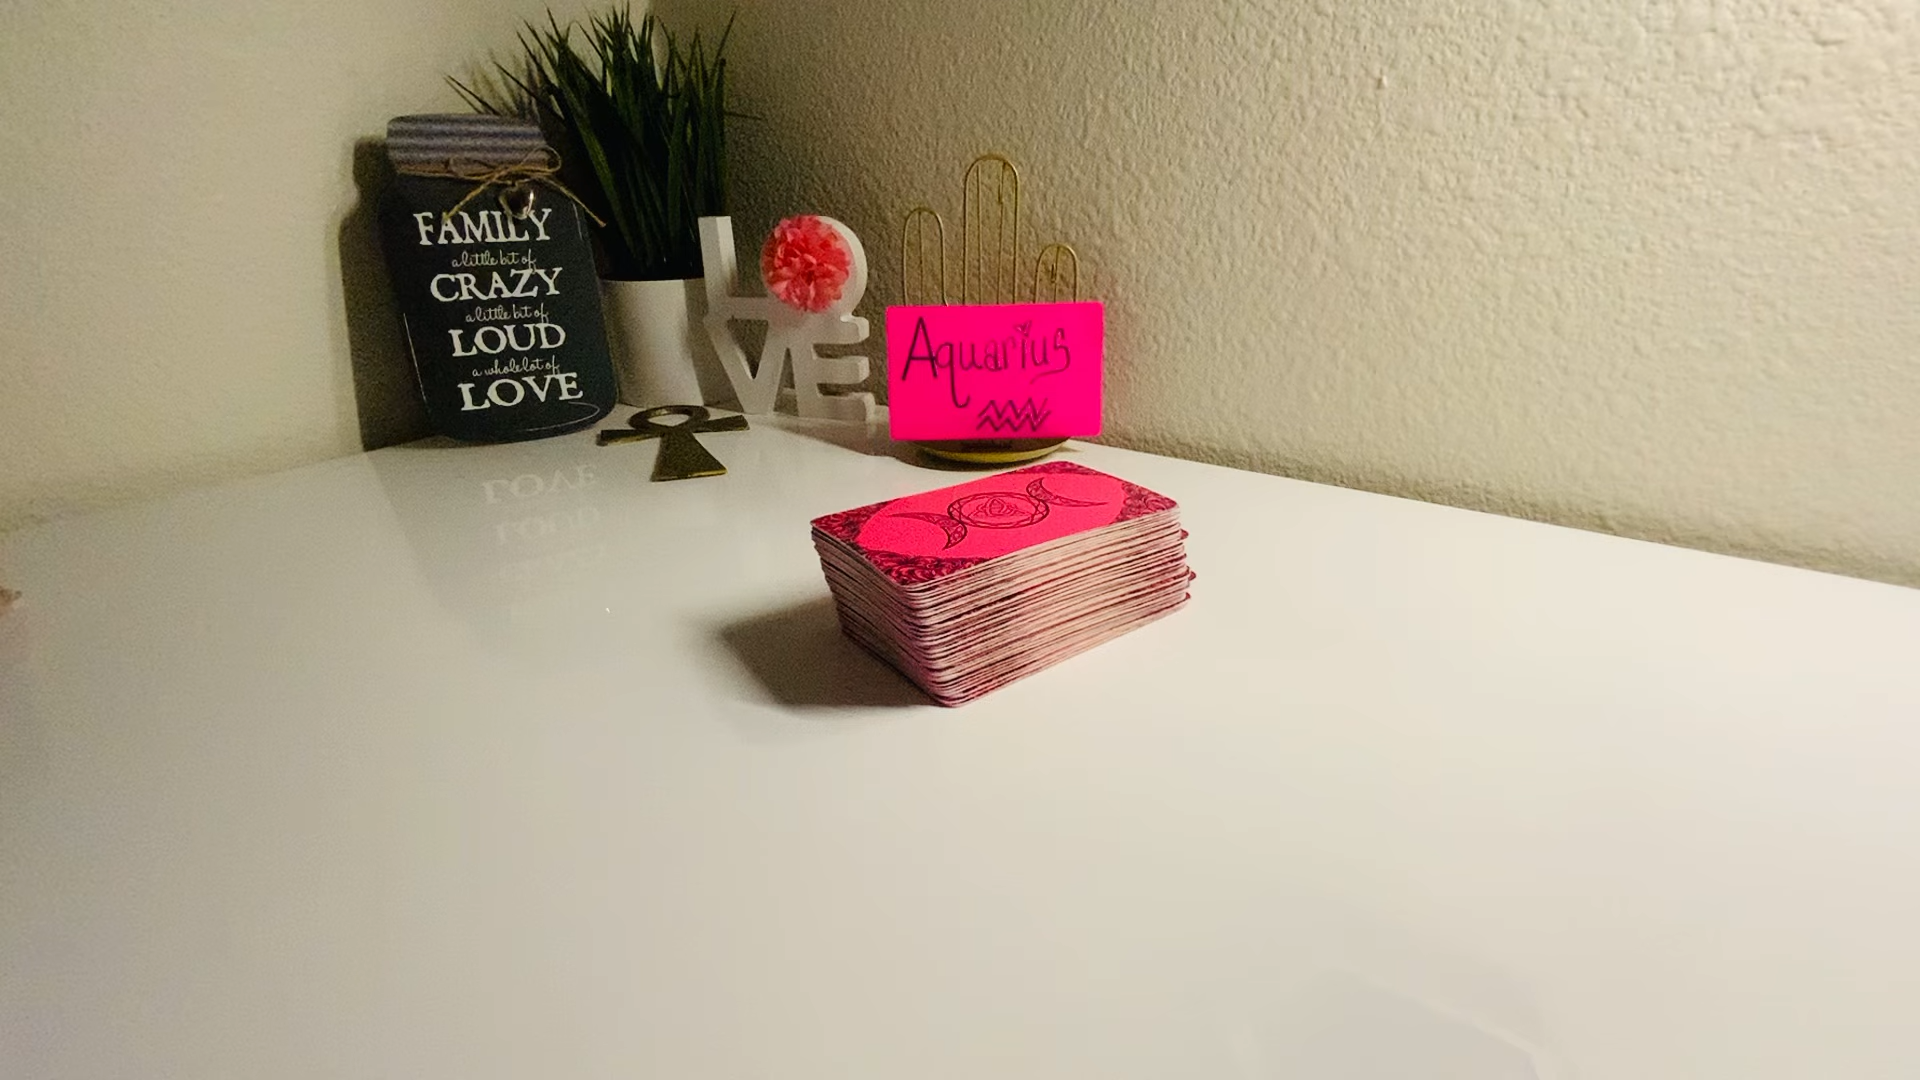 FAMILY
a little bit of
CRAZY
a little bit of
LOUD
a whole lot of
LOVE
LOVE
Aquarius